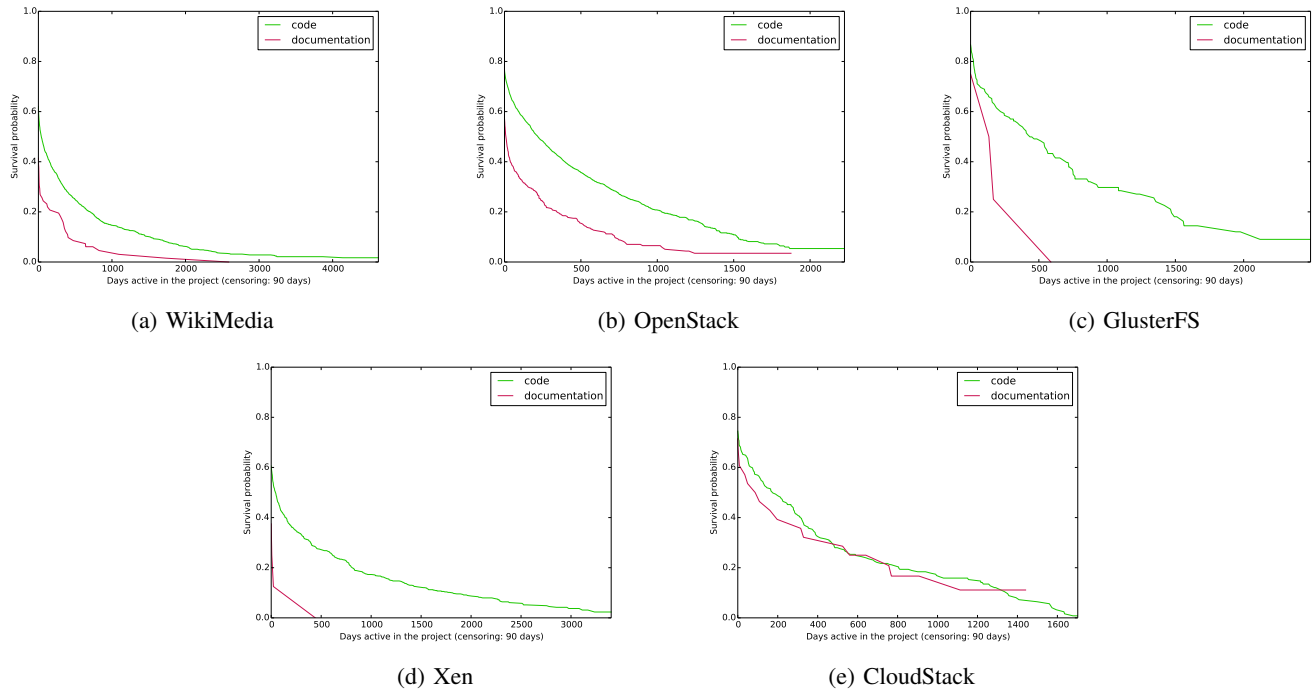 1.0
0.8
0.6
0.4
0.2
0.0
Survival probability
code
documentation
0 1000 2000 3000 4000
Days active in the project (censoring: 90 days)
(a) WikiMedia
1.0
0.8
0.6
0.4
0.2
0.0
Survival probability
code
documentation
0 500 1000 1500 2000
Days active in the project (censoring: 90 days)
(b) OpenStack
1.0
0.8
0.6
0.4
0.2
0.0
Survival probability
code
documentation
0 500 1000 1500 2000
Days active in the project (censoring: 90 days)
(c) GlusterFS
1.0
0.8
0.6
0.4
0.2
0.0
Survival probability
code
documentation
0 500 1000 1500 2000 2500 3000
Days active in the project (censoring: 90 days)
(d) Xen
1.0
0.8
0.6
0.4
0.2
0.0
Survival probability
code
documentation
0 200 400 600 800 1000 1200 1400 1600
Days active in the project (censoring: 90 days)
(e) CloudStack